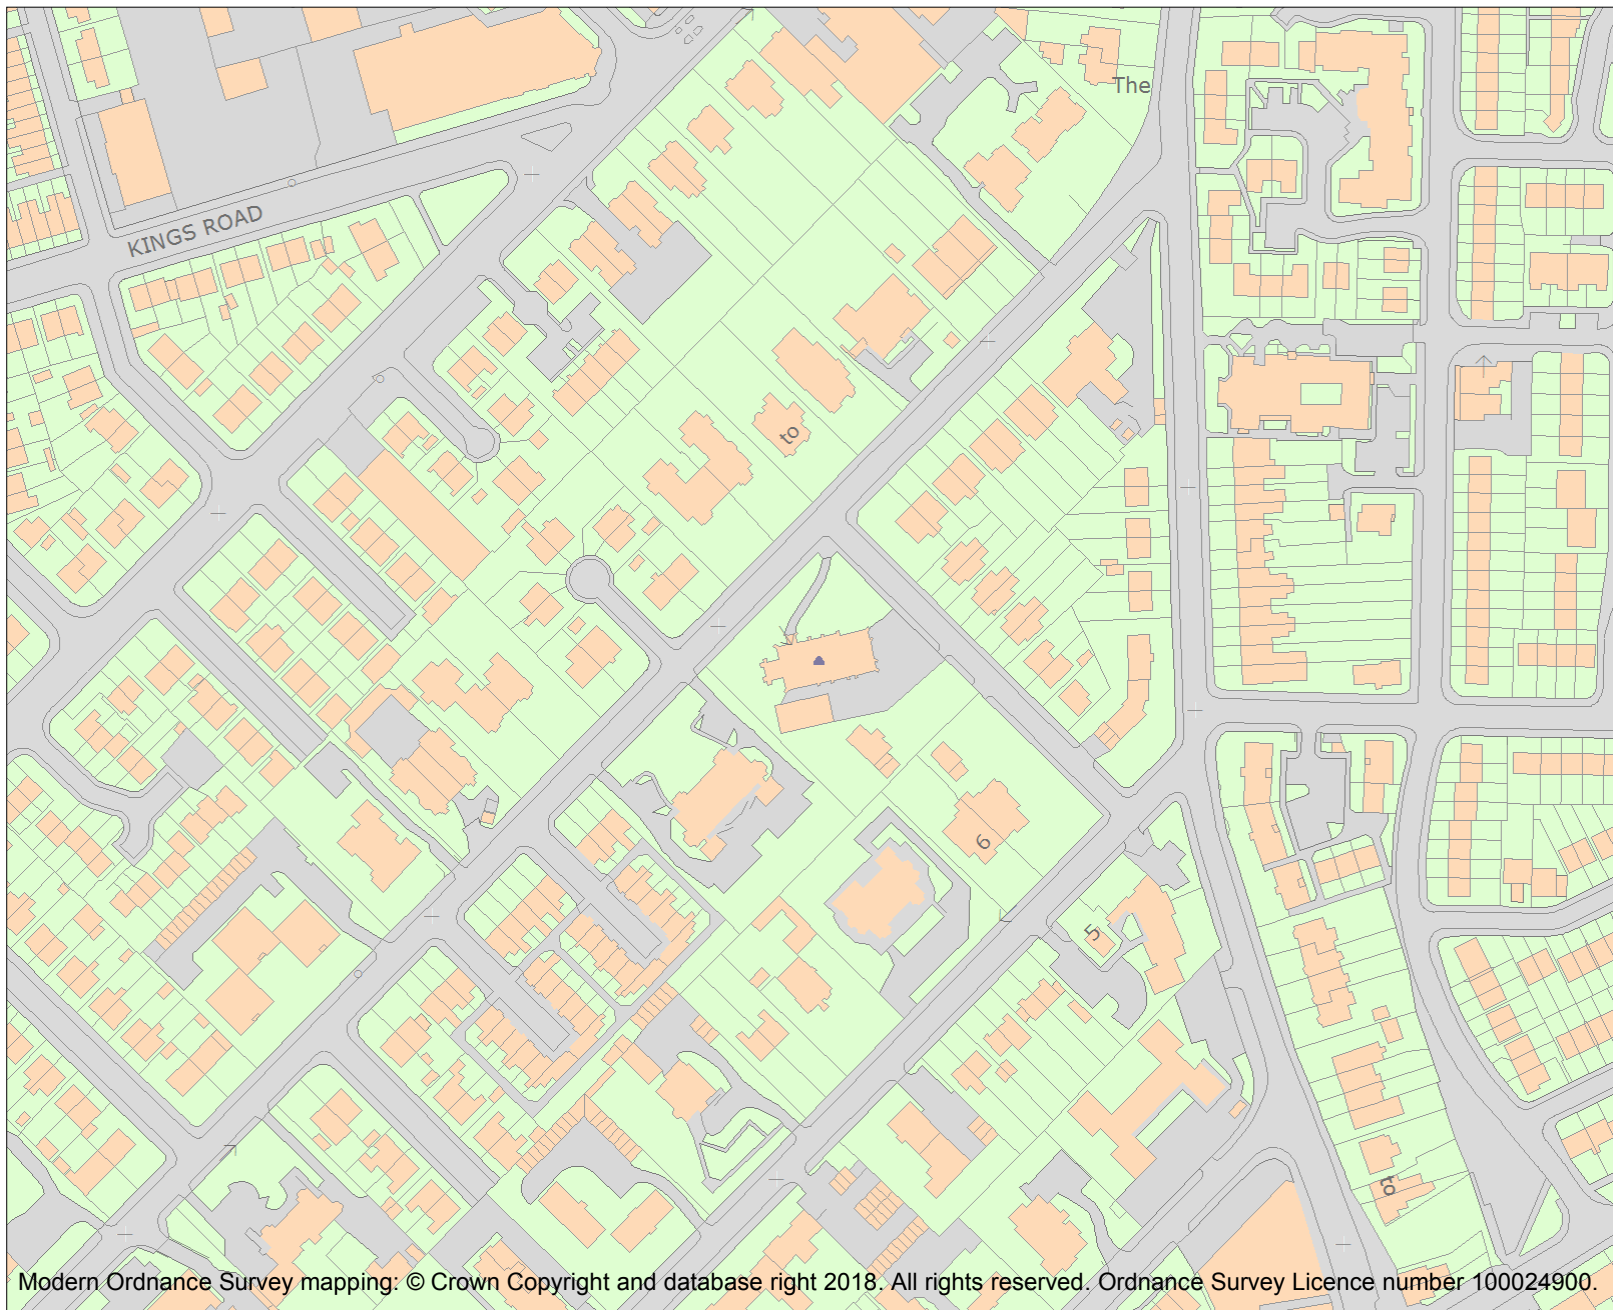 The
KINGS ROAD
to
6
5
to
Modern Ordnance Survey mapping: © Crown Copyright and database right 2018. All rights reserved. Ordnance Survey Licence number 100024900.